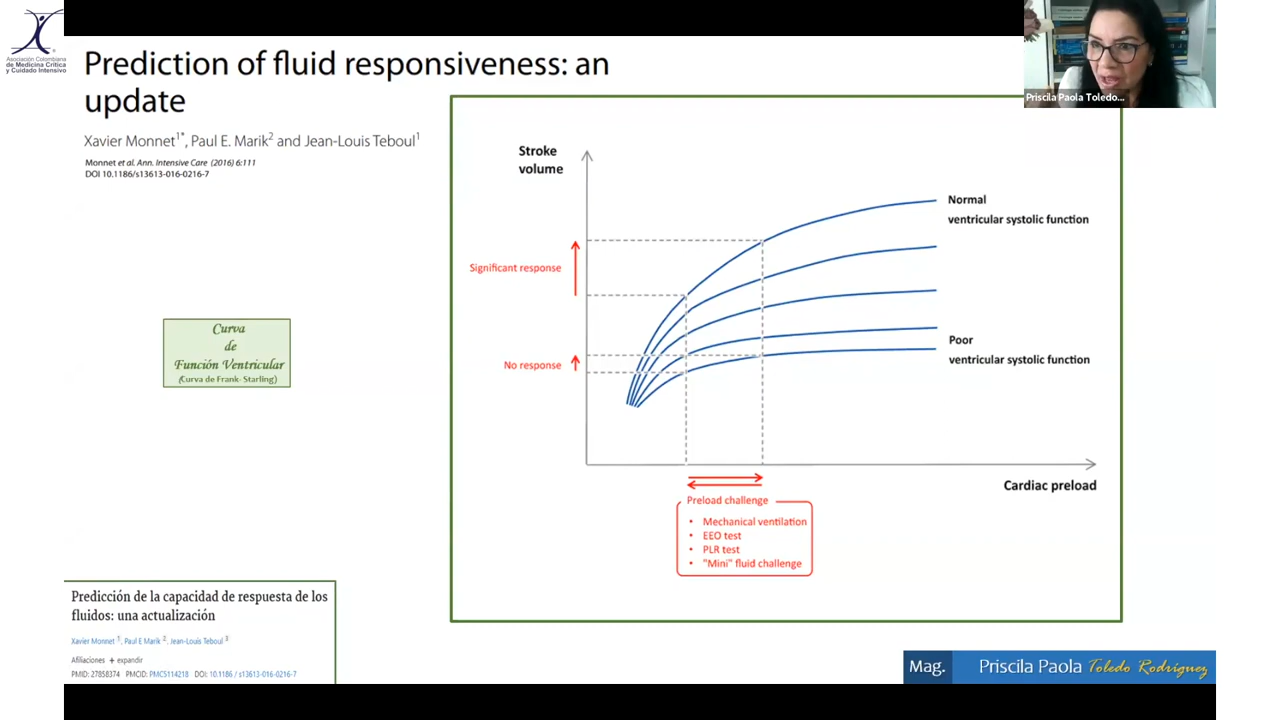 Asociación Colombiana
de Medicina Crítica
y Cuidado Intensivo
Prediction of fluid responsiveness: an
update
Xavier Monnet1*, Paul E. Marik2 and Jean-Louis Teboul1
Monnet et al. Ann. Intensive Care (2016) 6:111
DOI 10.1186/s13613-016-0216-7
Priscila Paola Toledo...
Curva
de
Función Ventricular
(Curva de Frank- Starling)
Stroke
volume
Normal
ventricular systolic function
Significant response
No response
Poor
ventricular systolic function
Cardiac preload
Preload challenge
• Mechanical ventilation
• EEO test
• PLR test
• "Mini" fluid challenge
Predicción de la capacidad de respuesta de los
fluidos: una actualización
Xavier Monnet 1, Paul E Marik 2, Jean-Louis Teboul 3
Afiliaciones + expandir
PMID: 27858374 PMCID: PMC5114218 DOI: 10.1186 / s13613-016-0216-7
Mag. Priscila Paola Toledo Rodriguez